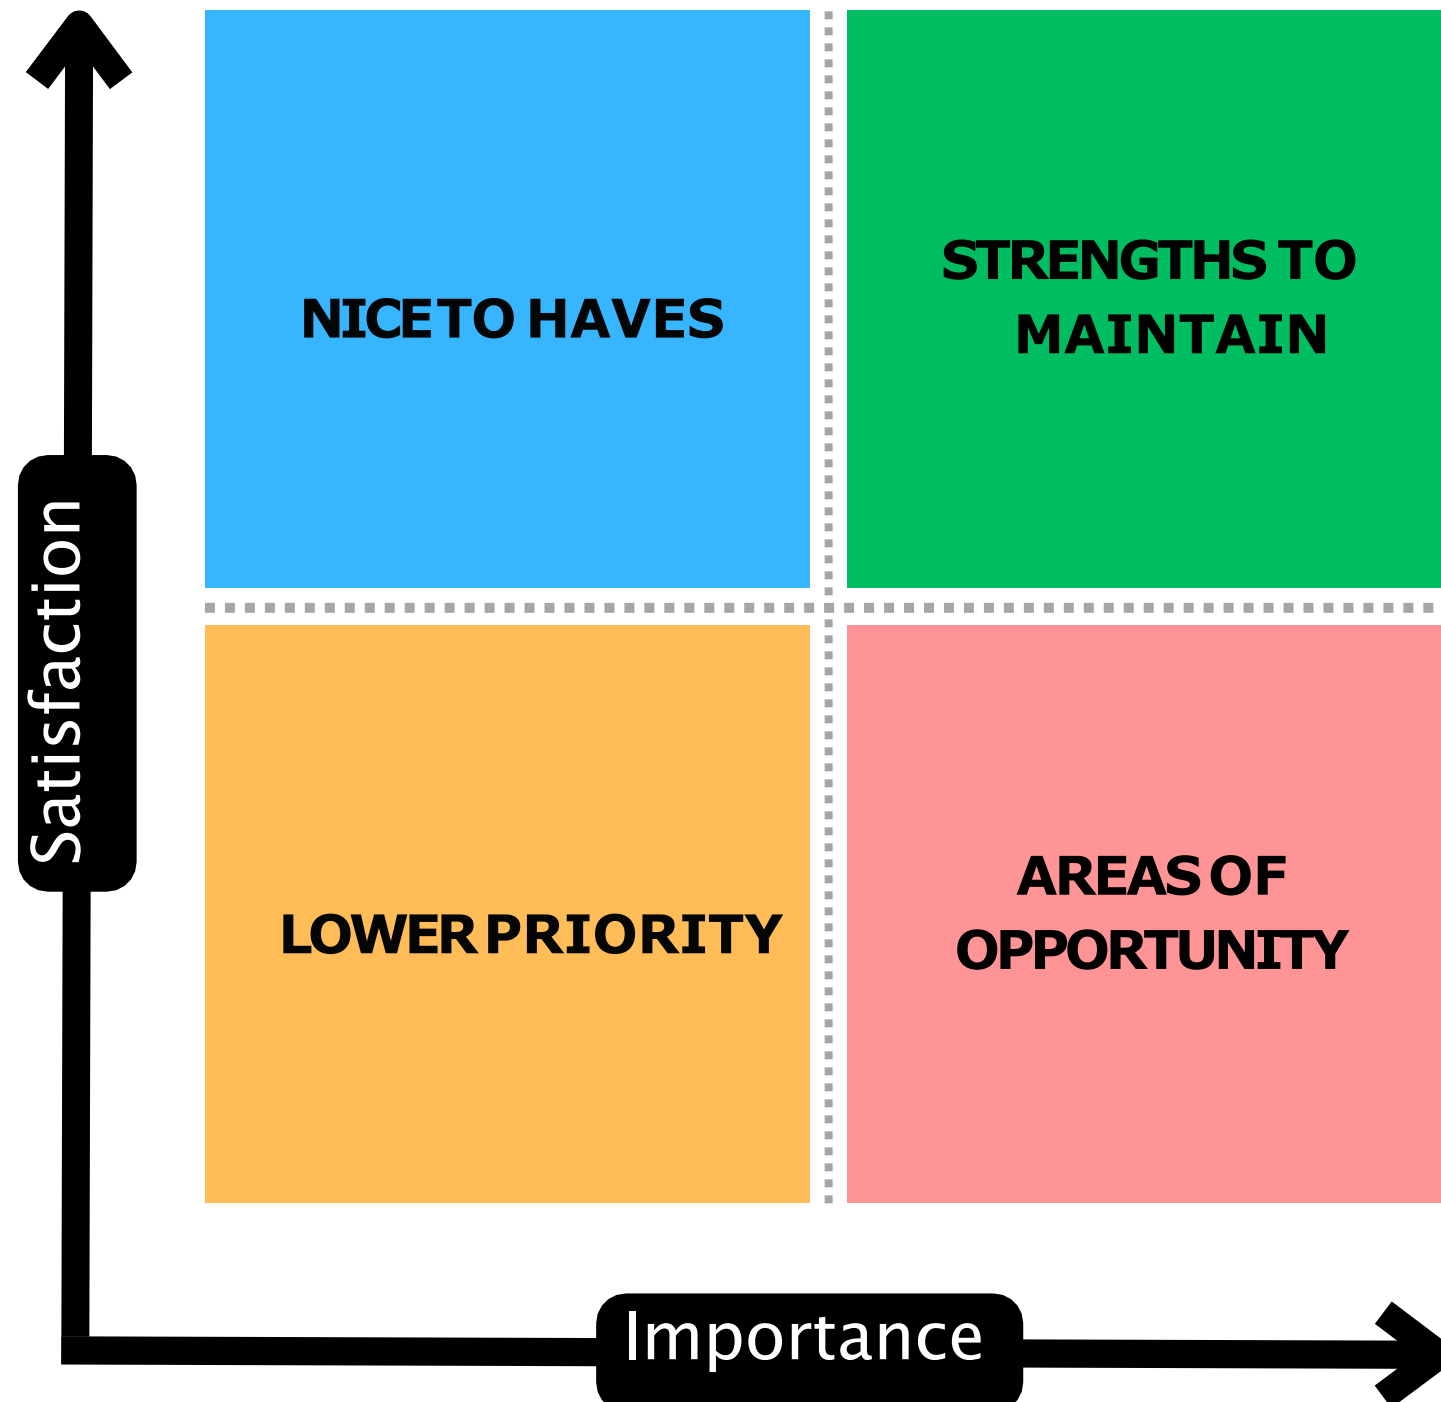 NICE TO HAVES
STRENGTHS TO
MAINTAIN
Satisfaction
LOWER PRIORITY
AREAS OF
OPPORTUNITY
Importance